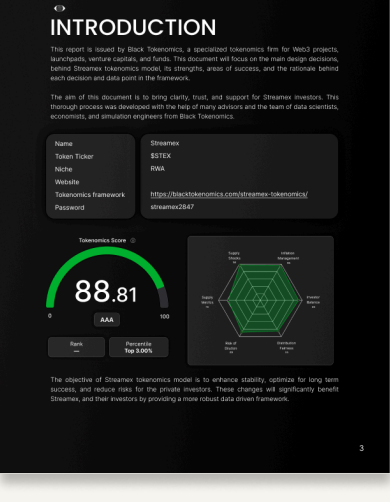 INTRODUCTION
This report is issued by Black Tokenomics, a specialized tokenomics firm for Web3 projects,
launchpads, venture capitals, and funds. This document will focus on the main design decisions,
behind Streamex tokenomics model, its strengths, areas of success, and the rationale behind
each decision and data point in the framework.
The aim of this document is to bring clarity, trust, and support for Streamex investors. This
thorough process was developed with the help of many advisors and the team of data scientists,
economists, and simulation engineers from Black Tokenomics.
Name Streamex
Token Ticker $STEX
Niche RWA
Website
Tokenomics framework https://blacktokenomics.com/streamex-tokenomics/
Password streamex2647
Tokenomics Score
88.81
0 AAA 100
Rank
—
Percentile
Top 3.00%
Supply
Shocks
Inflation
Management
Supply
Metrics
Investor
Balance
Risk of
Distribution
Fairness
The objective of Streamex tokenomics model is to enhance stability, optimize for long term
success, and reduce risks for the private investors. These changes will significantly benefit
Streamex, and their investors by providing a more robust data driven framework.
3